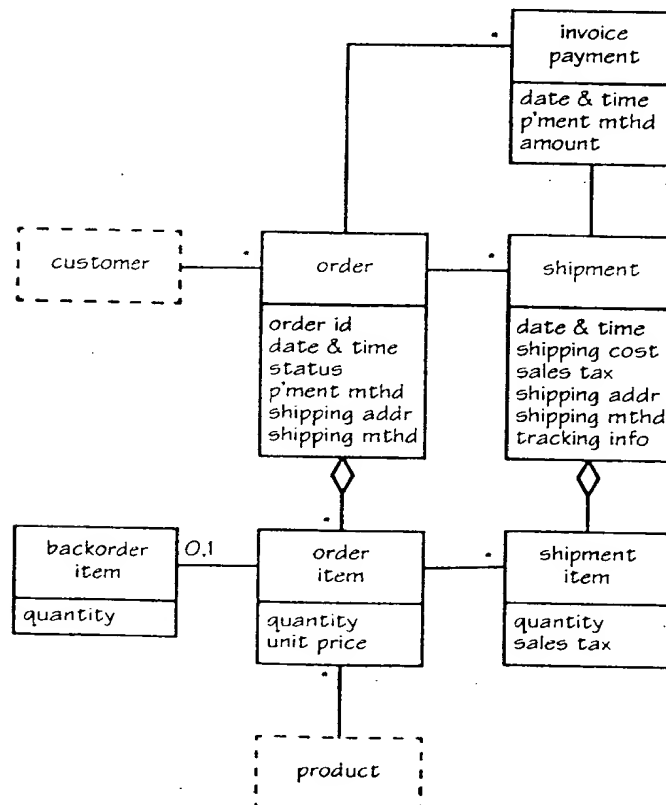 *
invoice
payment
date & time
p'ment mthd
amount
customer
*
order
*
shipment
order id
date & time
status
p'ment mthd
shipping addr
shipping mthd
date & time
shipping cost
sales tax
shipping addr
shipping mthd
tracking info
*
backorder
item
0,1
order
item
*
shipment
item
quantity
quantity
unit price
quantity
sales tax
*
product